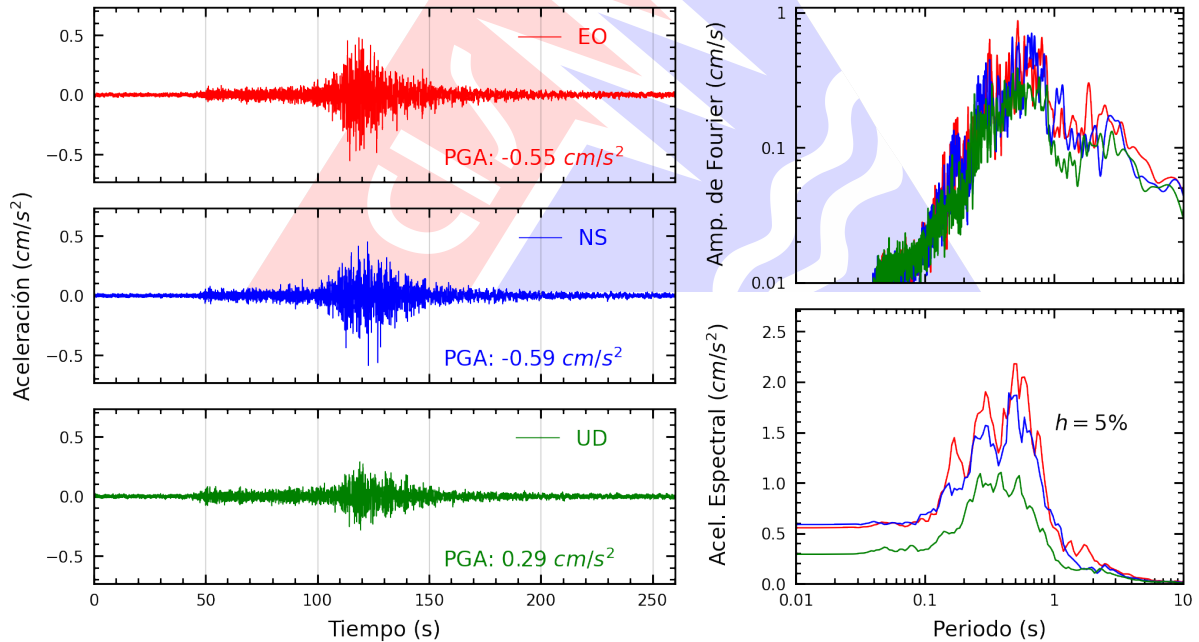 Aceleración (cm/s²)
0.5
0.0
−0.5
EO
PGA: -0.55 cm/s²
0.5
0.0
−0.5
NS
PGA: -0.59 cm/s²
0.5
0.0
−0.5
UD
PGA: 0.29 cm/s²
0 50 100 150 200 250
Tiempo (s)
Amp. de Fourier (cm/s)
1
0.1
0.01
Acel. Espectral (cm/s²)
2.5
2.0
1.5
1.0
0.5
0.0
h = 5%
0.01 0.1 1 10
Periodo (s)